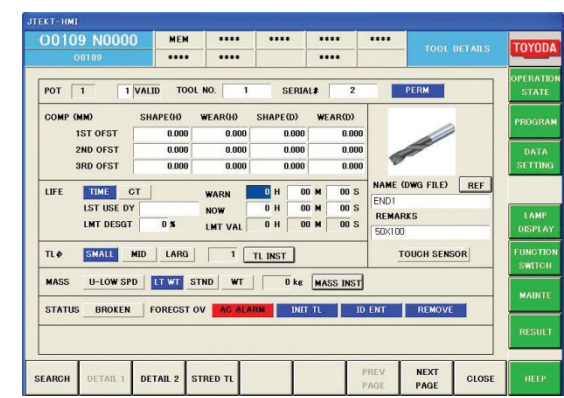 JTEKT-HMI
O0109 N0000 MEM **** **** **** **** TOOL DETAILS TOYODA
O0109 **** **** ****
POT 1 1 VALID TOOL NO. 1 SERIAL# 2 PERM
OPERATION STATE
COMP (MM) SHAPE(H) WEAR(H) SHAPE(D) WEAR(D)
1ST OFST 0.000 0.000 0.000 0.000
PROGRAM
2ND OFST 0.000 0.000 0.000 0.000
3RD OFST 0.000 0.000 0.000 0.000
DATA SETTING
LIFE TIME CT WARN 0 H 00 M 00 S
NAME (DWG FILE) REF
LST USE DY NOW 0 H 00 M 00 S
END1
LMT DESGT 0 % LMT VAL 0 H 00 M 00 S
REMARKS
50X100
LAMP DISPLAY
TLφ SMALL MID LARG 1 TL INST TOUCH SENSOR
FUNCTION SWITCH
MASS U-LOW SPD LT WT STND WT 0 kg MASS INST
MAINTE
STATUS BROKEN FORECST OV AC ALARM INIT TL ID ENT REMOVE
RESULT
SEARCH DETAIL 1 DETAIL 2 STRED TL PREV PAGE NEXT PAGE CLOSE HELP